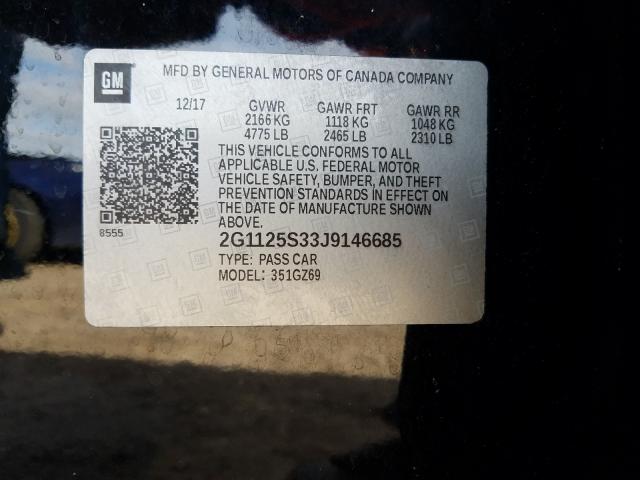 GM
MFD BY GENERAL MOTORS OF CANADA COMPANY
12/17 GVWR GAWR FRT GAWR RR
2166 KG 1118 KG 1048 KG
4775 LB 2465 LB 2310 LB
THIS VEHICLE CONFORMS TO ALL
APPLICABLE U.S. FEDERAL MOTOR
VEHICLE SAFETY, BUMPER, AND THEFT
PREVENTION STANDARDS IN EFFECT ON
THE DATE OF MANUFACTURE SHOWN
ABOVE.
8555
2G1125S33J9146685
TYPE: PASS CAR
MODEL: 351GZ69